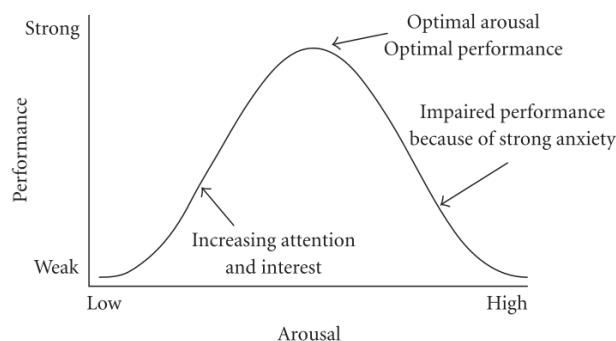 Strong
Optimal arousal
Optimal performance
Impaired performance
because of strong anxiety
Performance
Increasing attention
and interest
Weak
Low
High
Arousal